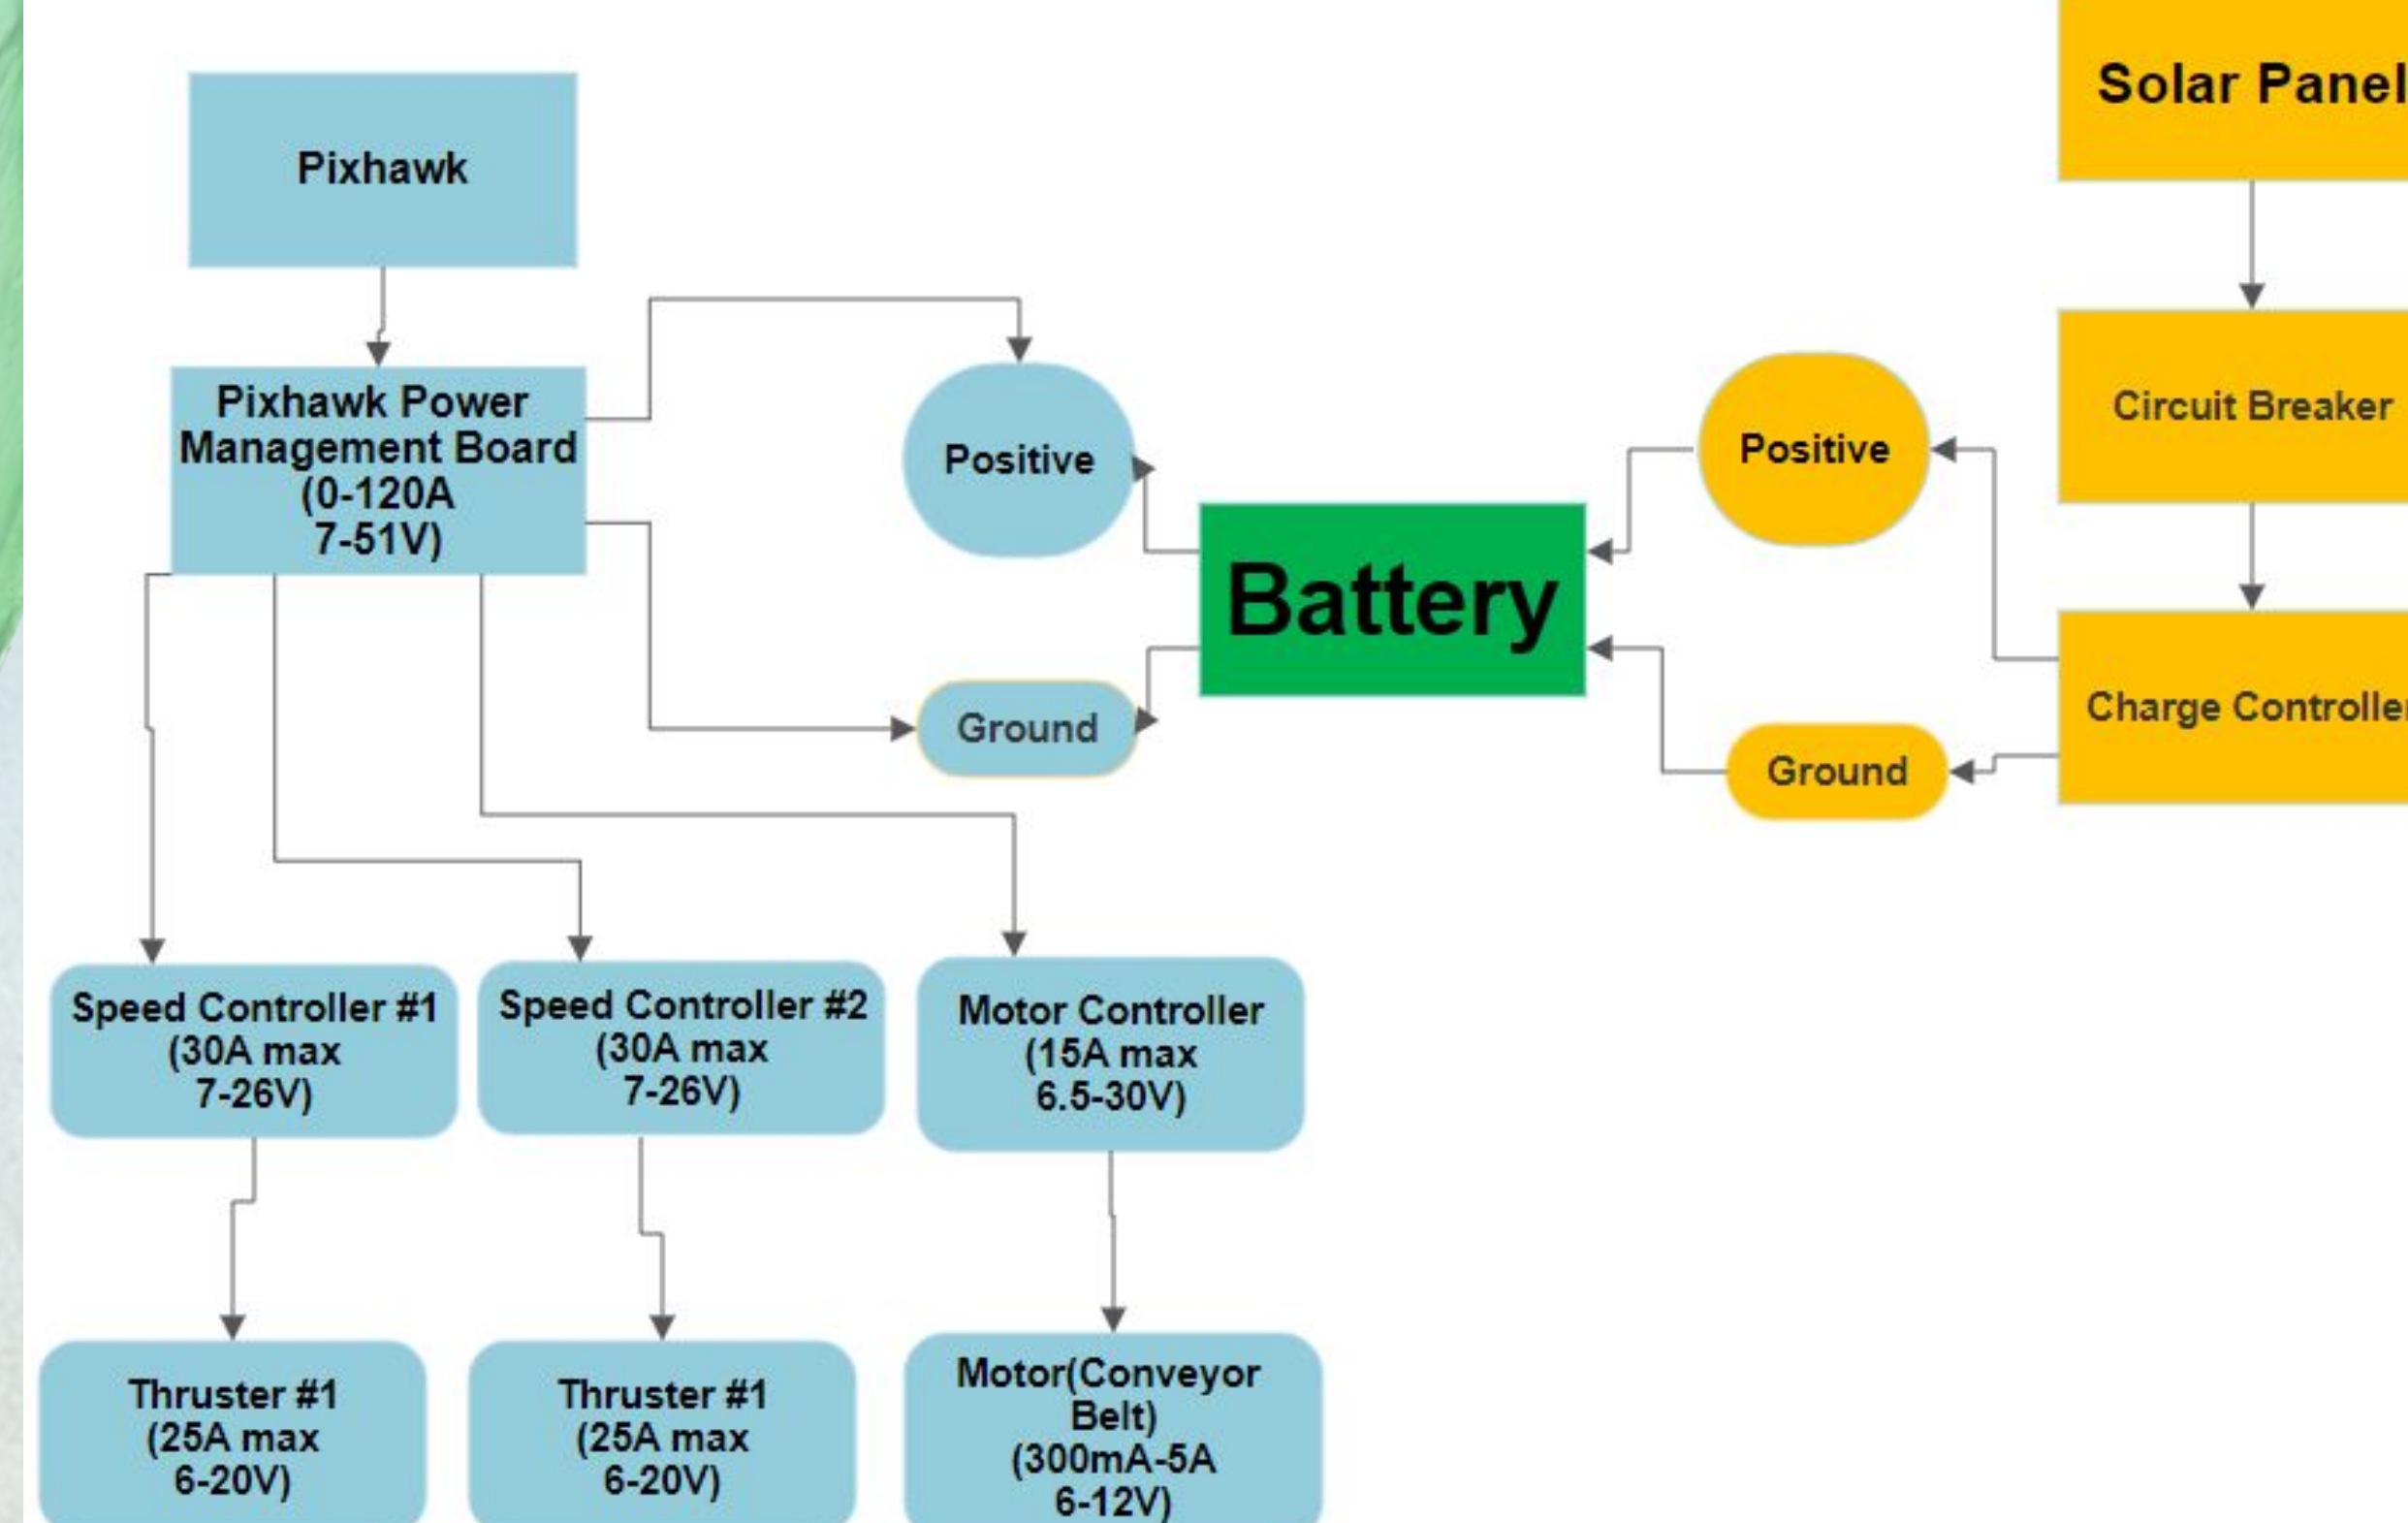 Solar Panel
Pixhawk
Pixhawk Power
Management Board
(0-120A
7-51V)
Positive
Ground
Battery
Positive
Ground
Circuit Breaker
Charge Controller
Speed Controller #1
(30A max
7-26V)
Speed Controller #2
(30A max
7-26V)
Motor Controller
(15A max
6.5-30V)
Thruster #1
(25A max
6-20V)
Thruster #1
(25A max
6-20V)
Motor(Conveyor
Belt)
(300mA-5A
6-12V)